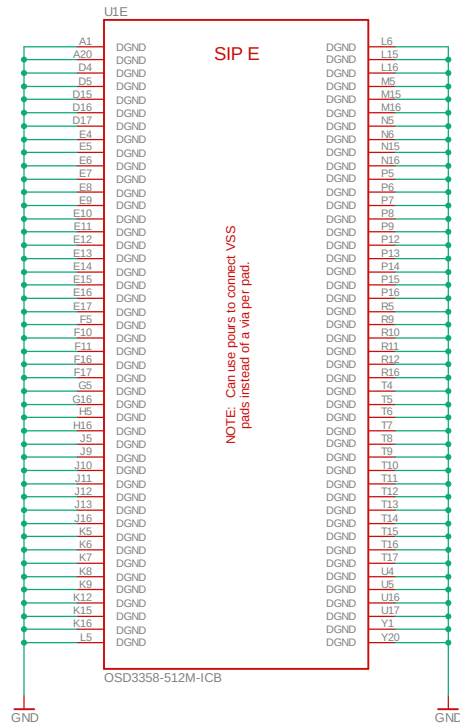 U1E
SIP E
A1 DGND DGND L6
A20 DGND DGND L15
D4 DGND DGND L16
D5 DGND DGND M5
D15 DGND DGND M15
D16 DGND DGND M16
D17 DGND DGND N5
E4 DGND DGND N6
E5 DGND DGND N15
E6 DGND DGND N16
E7 DGND DGND P5
E8 DGND DGND P6
E9 DGND DGND P7
E10 DGND DGND P8
E11 DGND DGND P9
E12 DGND DGND P12
E13 DGND DGND P13
E14 DGND DGND P14
E15 DGND DGND P15
E16 DGND DGND P16
E17 DGND DGND R5
F5 DGND DGND R9
F10 DGND DGND R10
F11 DGND DGND R11
F16 DGND DGND R12
F17 DGND DGND R16
G5 DGND DGND T4
G16 DGND DGND T5
H5 DGND DGND T6
H16 DGND DGND T7
J5 DGND DGND T8
J9 DGND DGND T9
J10 DGND DGND T10
J11 DGND DGND T11
J12 DGND DGND T12
J13 DGND DGND T13
J16 DGND DGND T14
K5 DGND DGND T15
K6 DGND DGND T16
K7 DGND DGND T17
K8 DGND DGND U4
K9 DGND DGND U5
K12 DGND DGND U16
K15 DGND DGND U17
K16 DGND DGND Y1
L5 DGND DGND Y20
NOTE: Can use pours to connect VSS
pads instead of a via per pad.
OSD3358-512M-ICB
GND GND